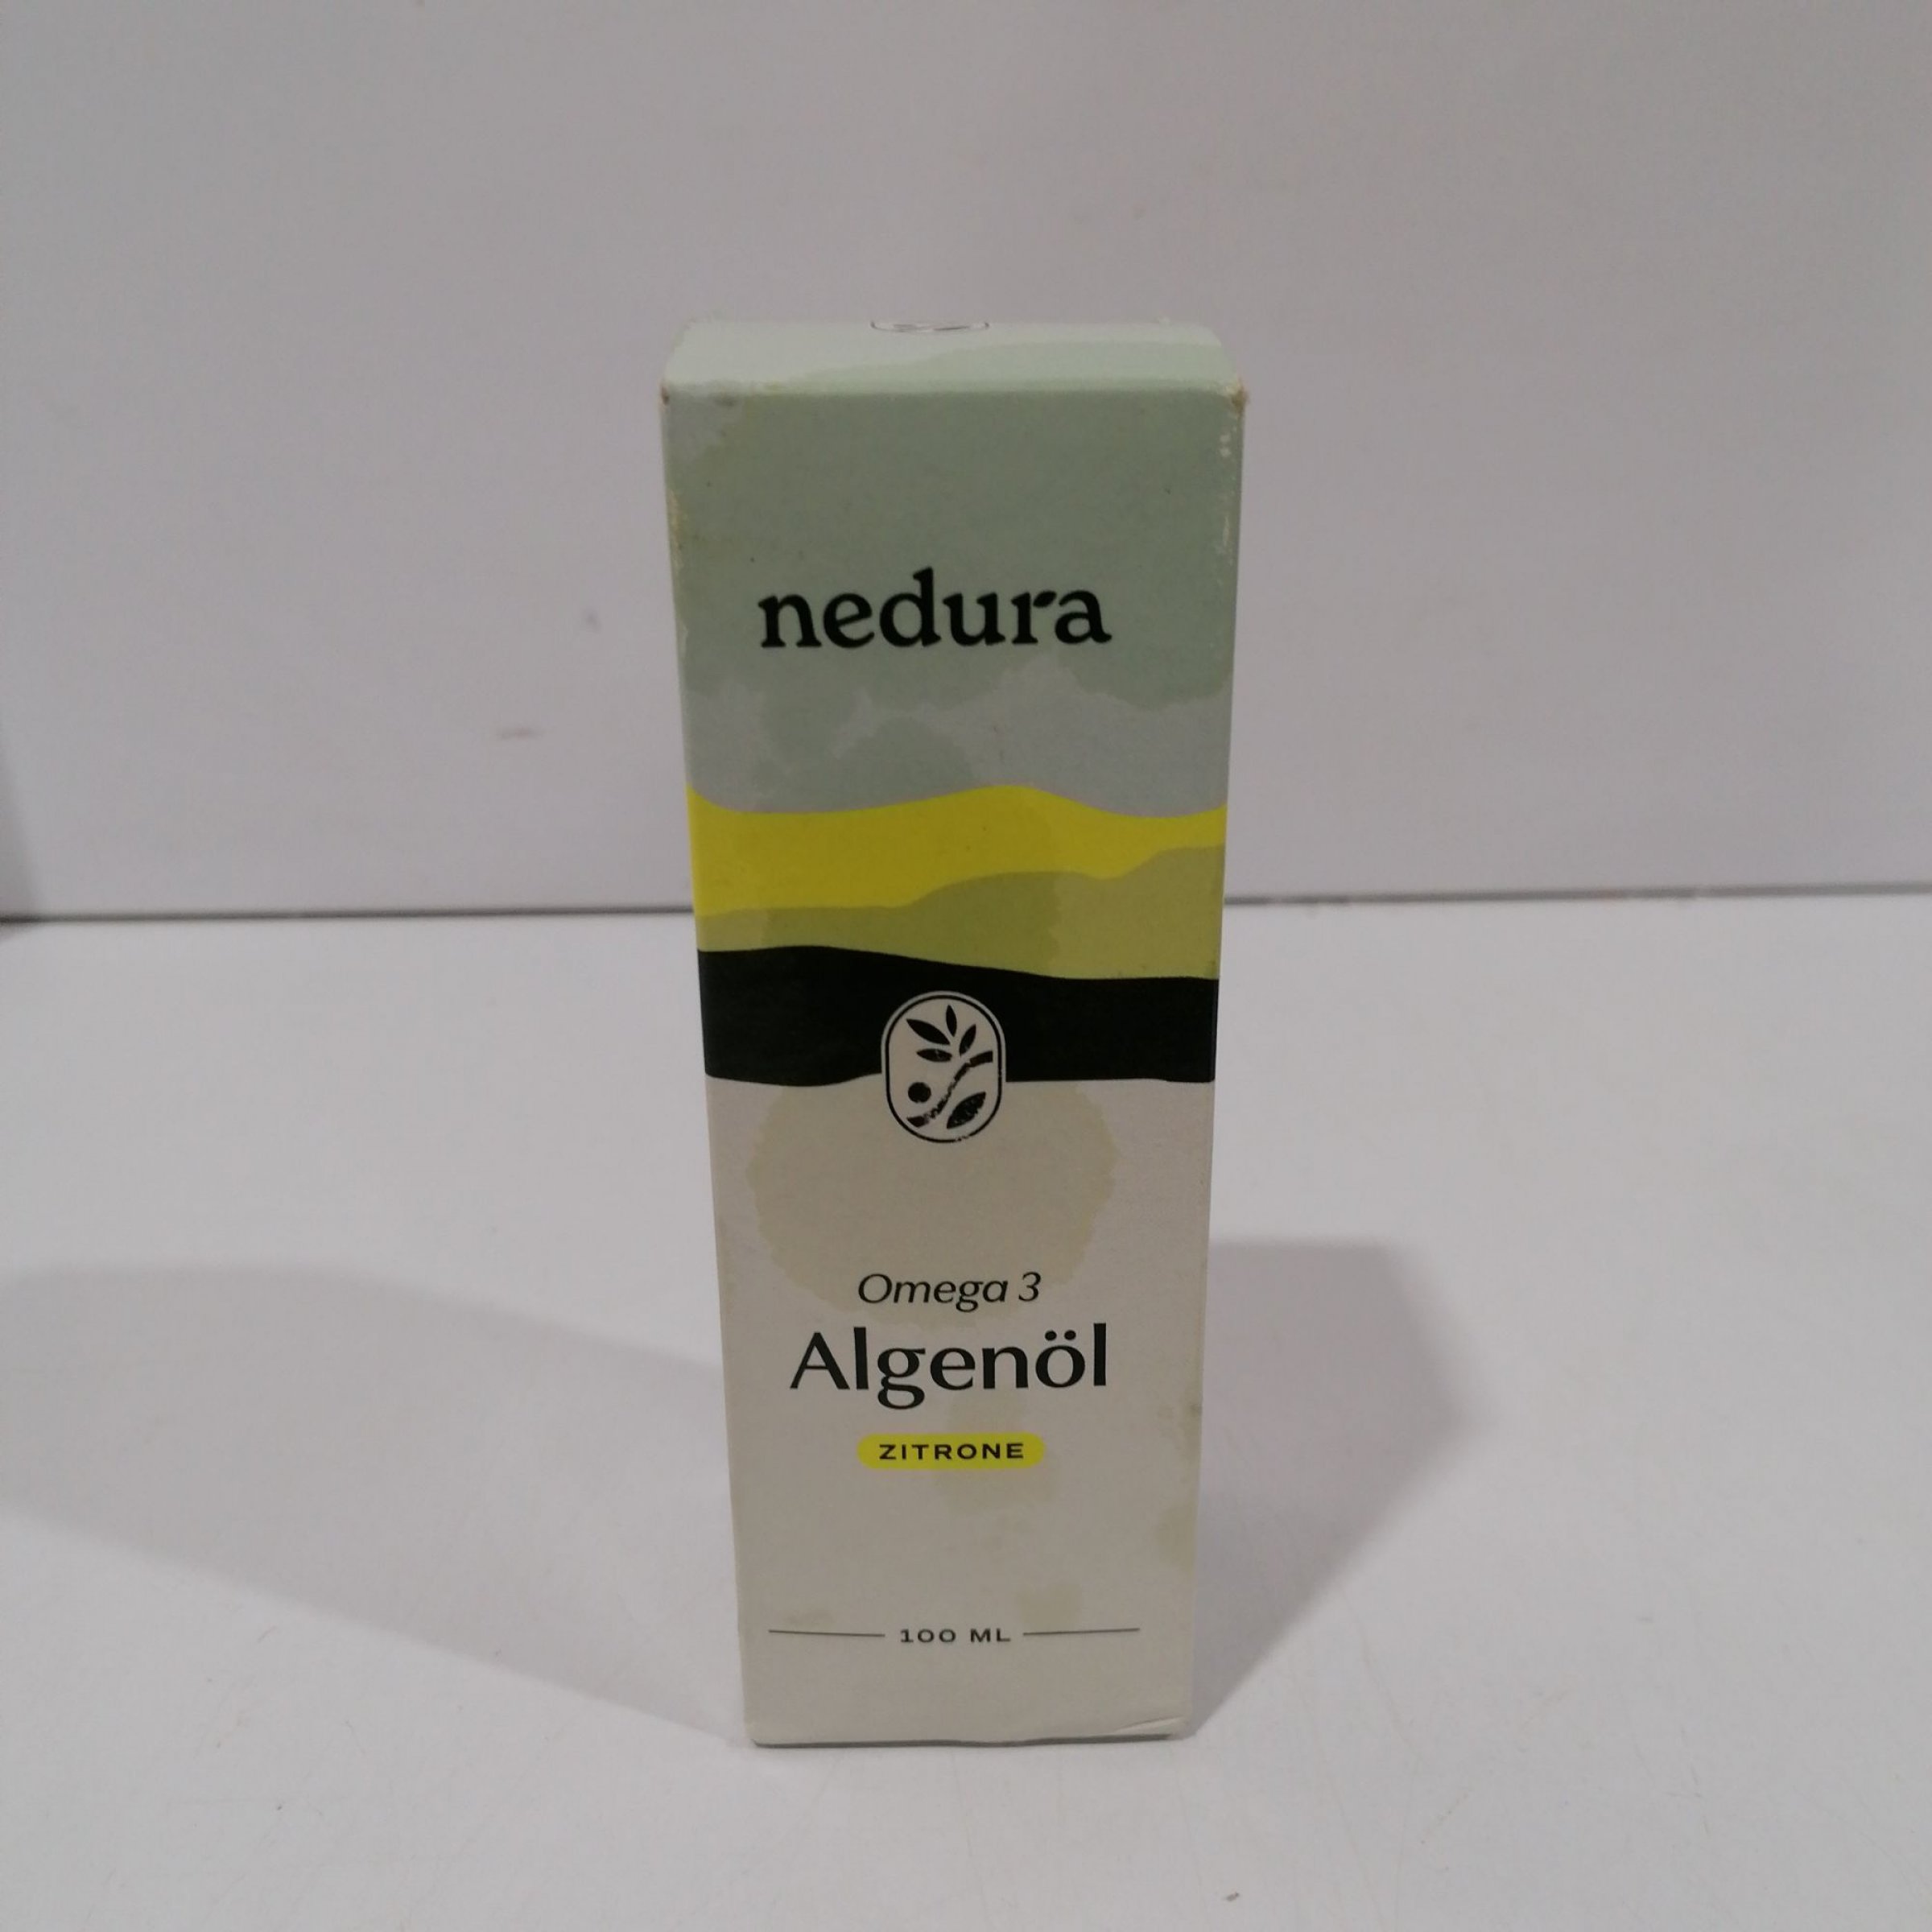 nedura
Omega 3
Algenöl
ZITRONE
100 ML